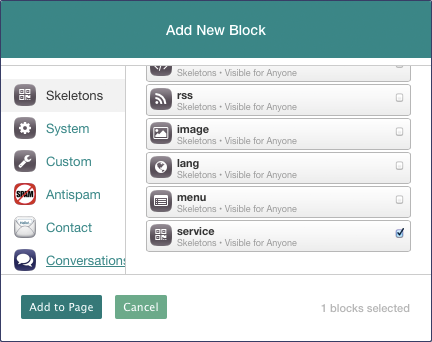 Add New Block
Skeletons
System
Custom
SPAM
Antispam
Contact
Conversations
Skeletons • Visible for Anyone
rss
Skeletons • Visible for Anyone
image
Skeletons • Visible for Anyone
lang
Skeletons • Visible for Anyone
menu
Skeletons • Visible for Anyone
service
Skeletons • Visible for Anyone
Add to Page
Cancel
1 blocks selected